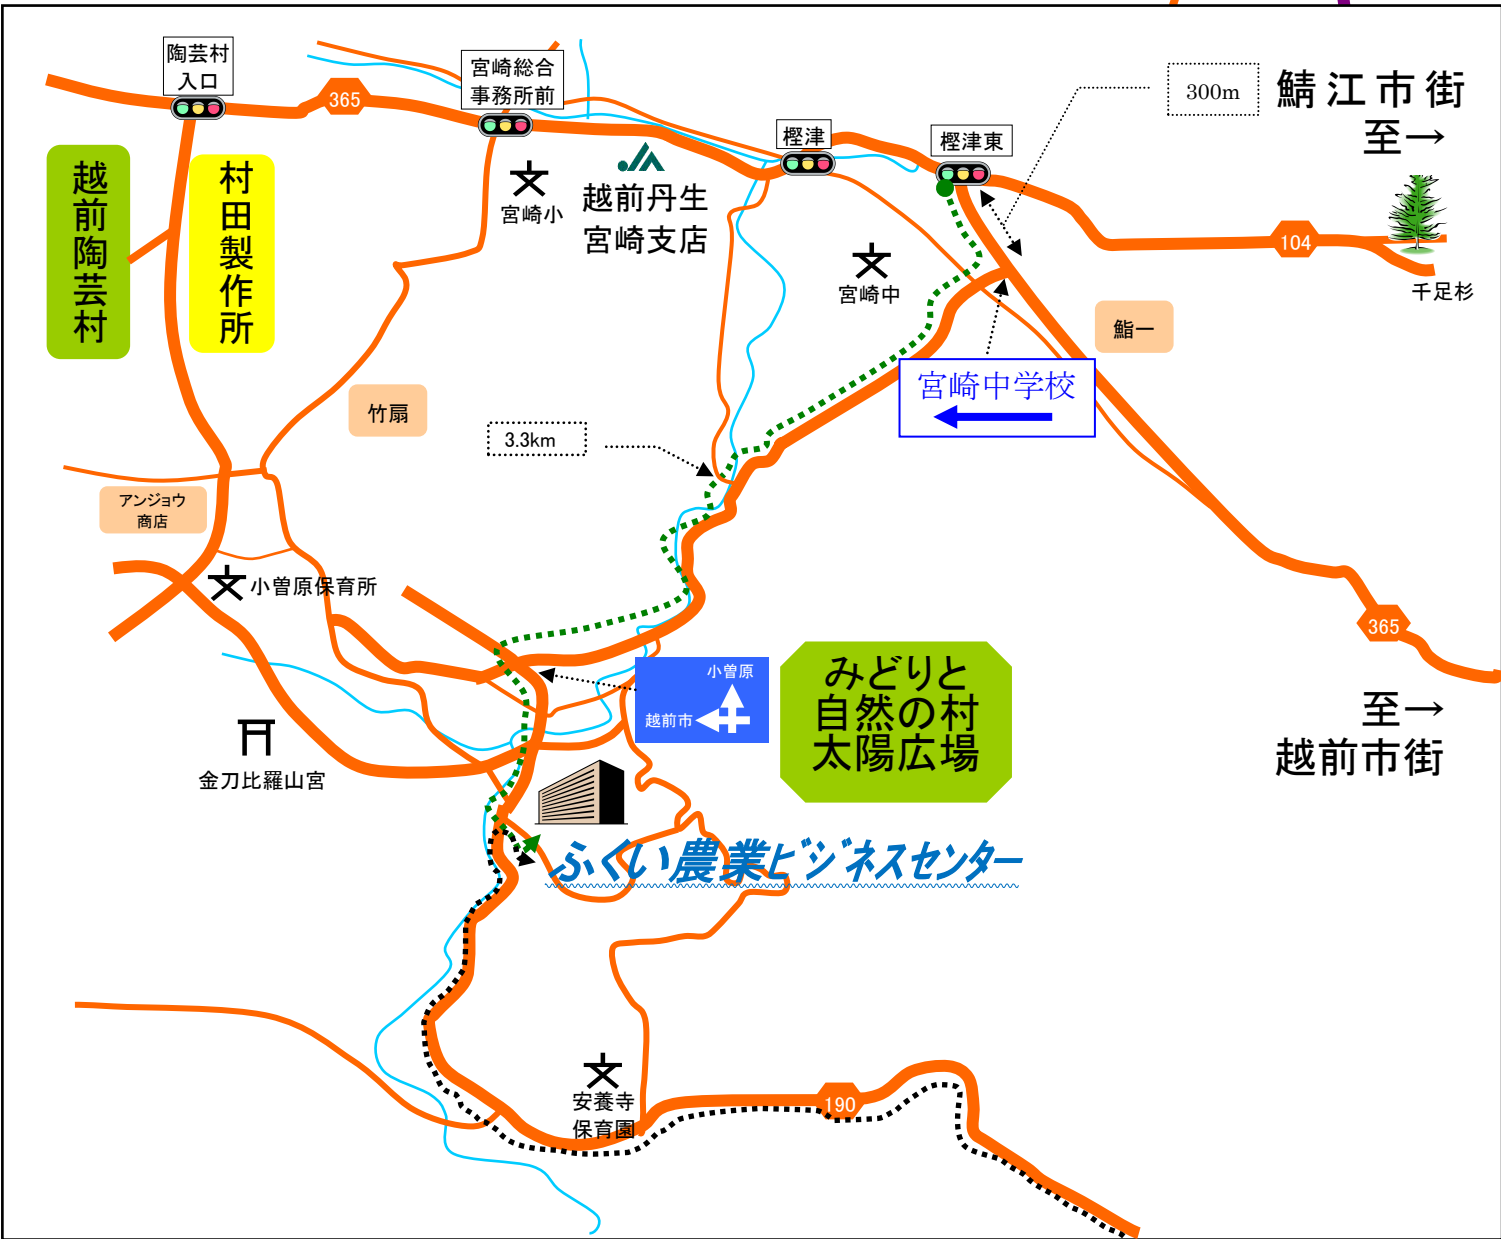 陶芸村
入口
宮崎総合
事務所前
365
300m
鯖江市街
至→
樫津
樫津東
越前陶芸村
村田製作所
宮崎小
越前丹生
宮崎支店
104
宮崎中
千足杉
鮨一
宮崎中学校
竹扇
3.3km
アンジョウ
商店
小曽原保育所
365
小曽原
越前市
みどりと
自然の村
太陽広場
至→
越前市街
金刀比羅山宮
ふくい農業ビジネスセンター
安養寺
保育園
190